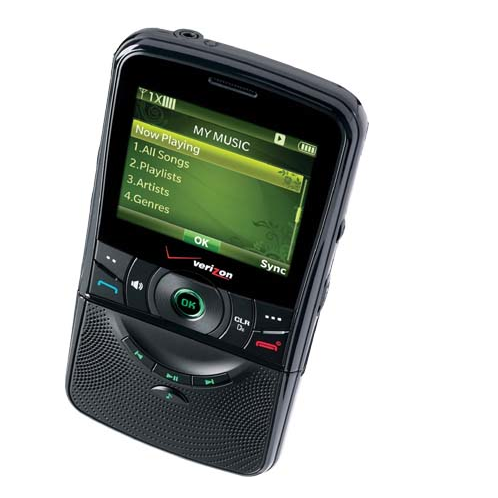 1X
MY MUSIC
Now Playing
1.All Songs
2.Playlists
3.Artists
4.Genres
OK
Sync
verizon
OK
CLR